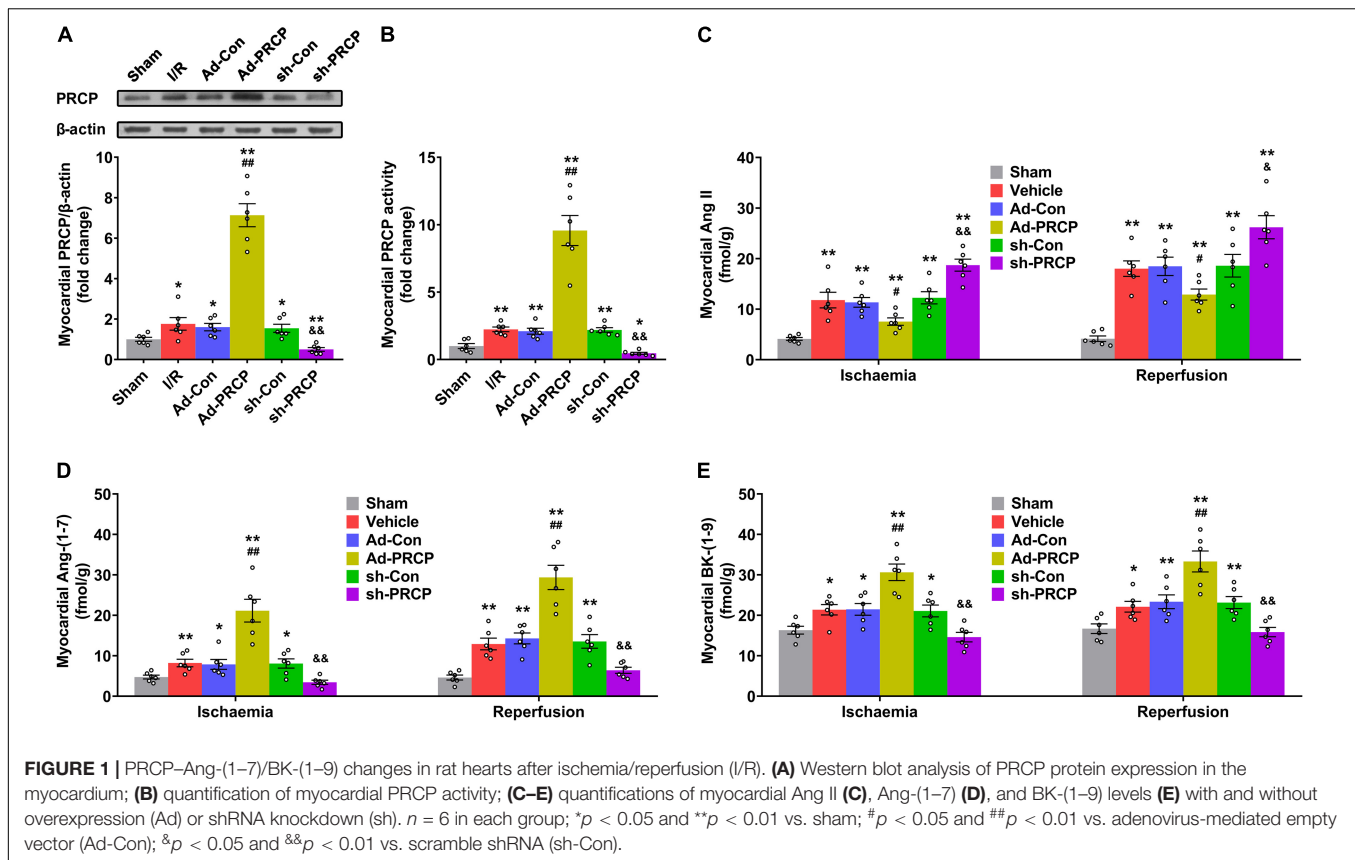 A
Sham
I/R
Ad-Con
Ad-PRCP
sh-Con
sh-PRCP
PRCP
β-actin
Myocardial PRCP/β-actin
(fold change)
10
8
6
4
2
0
*
*
**
##
*
**
&&
Sham
I/R
Ad-Con
Ad-PRCP
sh-Con
sh-PRCP
B
Myocardial PRCP activity
(fold change)
15
10
5
0
**
**
**
##
**
*
&&
Sham
I/R
Ad-Con
Ad-PRCP
sh-Con
sh-PRCP
C
Myocardial Ang II
(fmol/g)
40
30
20
10
0
**
**
**
#
**
**
&&
Sham
Vehicle
Ad-Con
Ad-PRCP
sh-Con
sh-PRCP
**
**
**
#
**
**
&
Ischaemia
Reperfusion
D
Myocardial Ang-(1-7)
(fmol/g)
50
40
30
20
10
0
**
*
**
##
*
&&
Sham
Vehicle
Ad-Con
Ad-PRCP
sh-Con
sh-PRCP
**
**
**
##
**
&&
Ischaemia
Reperfusion
E
Myocardial BK-(1-9)
(fmol/g)
50
40
30
20
10
0
*
*
**
##
*
&&
Sham
Vehicle
Ad-Con
Ad-PRCP
sh-Con
sh-PRCP
*
**
**
##
**
&&
Ischaemia
Reperfusion
FIGURE 1 | PRCP–Ang-(1–7)/BK-(1–9) changes in rat hearts after ischemia/reperfusion (I/R). (A) Western blot analysis of PRCP protein expression in the
myocardium; (B) quantification of myocardial PRCP activity; (C–E) quantifications of myocardial Ang II (C), Ang-(1–7) (D), and BK-(1–9) levels (E) with and without
overexpression (Ad) or shRNA knockdown (sh). n = 6 in each group; *p < 0.05 and **p < 0.01 vs. sham; #p < 0.05 and ##p < 0.01 vs. adenovirus-mediated empty
vector (Ad-Con); &p < 0.05 and &&p < 0.01 vs. scramble shRNA (sh-Con).